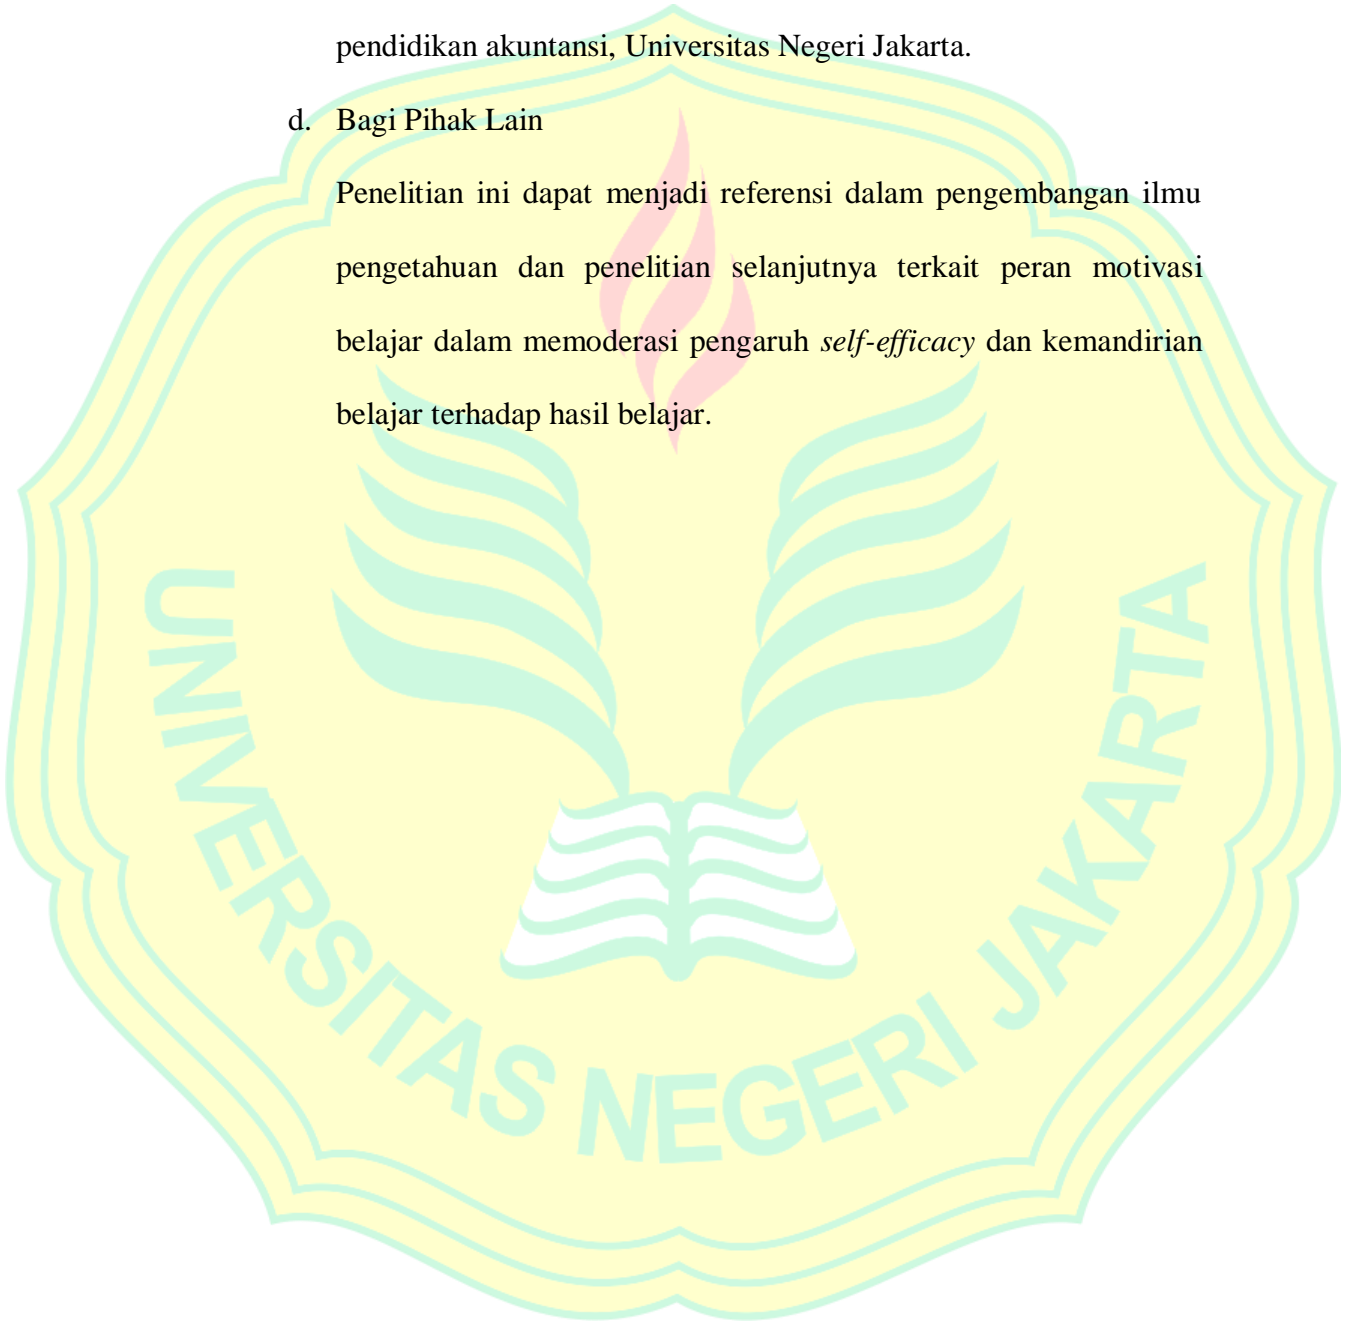 pendidikan akuntansi, Universitas Negeri Jakarta.
d. Bagi Pihak Lain
Penelitian ini dapat menjadi referensi dalam pengembangan ilmu
pengetahuan dan penelitian selanjutnya terkait peran motivasi
belajar dalam memoderasi pengaruh self-efficacy dan kemandirian
belajar terhadap hasil belajar.
UNIVERSITAS NEGERI JAKARTA